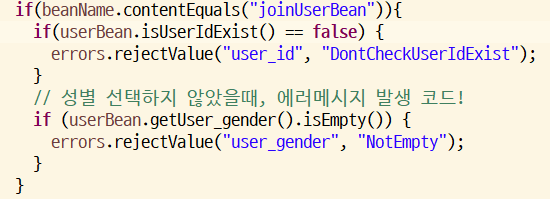 if(beanName.contentEquals("joinUserBean")){
if(userBean.isUserIdExist() == false) {
errors.rejectValue("user_id", "DontCheckUserIdExist");
}
// 성별 선택하지 않았을때, 에러메시지 발생 코드!
if (userBean.getUser_gender().isEmpty()) {
errors.rejectValue("user_gender", "NotEmpty");
}
}